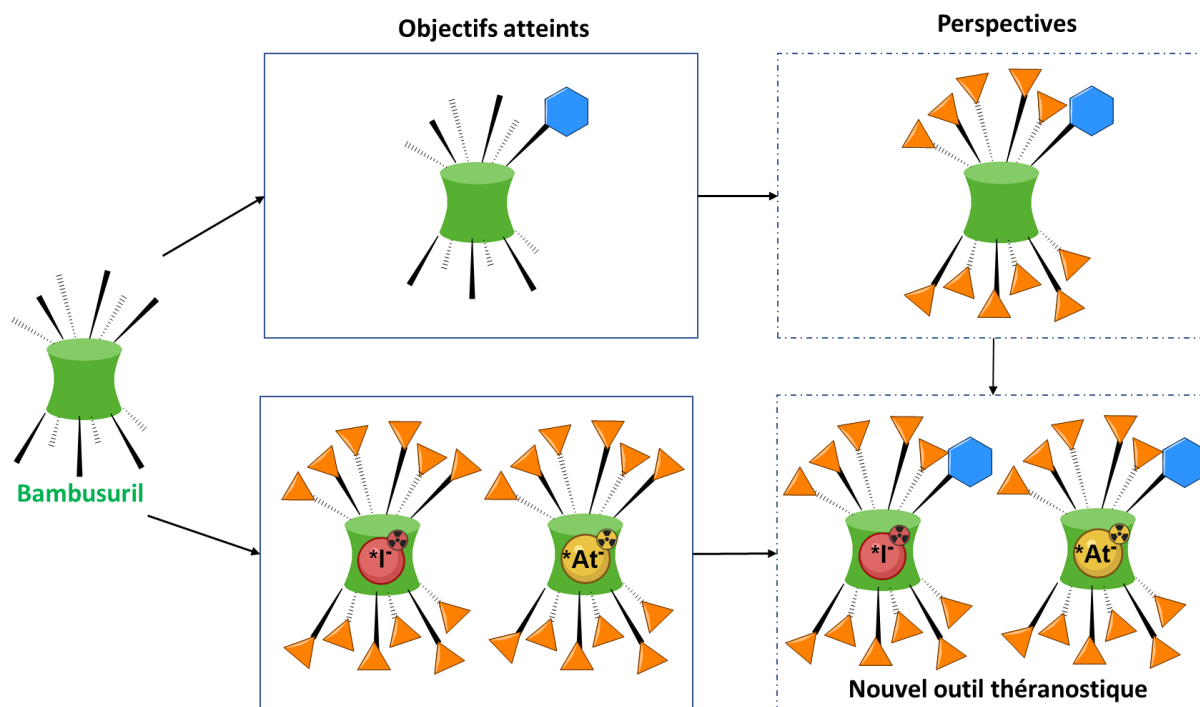 Objectifs atteints
Perspectives
Bambusuril
*I-
*At-
*I-
*At-
Nouvel outil théranostique